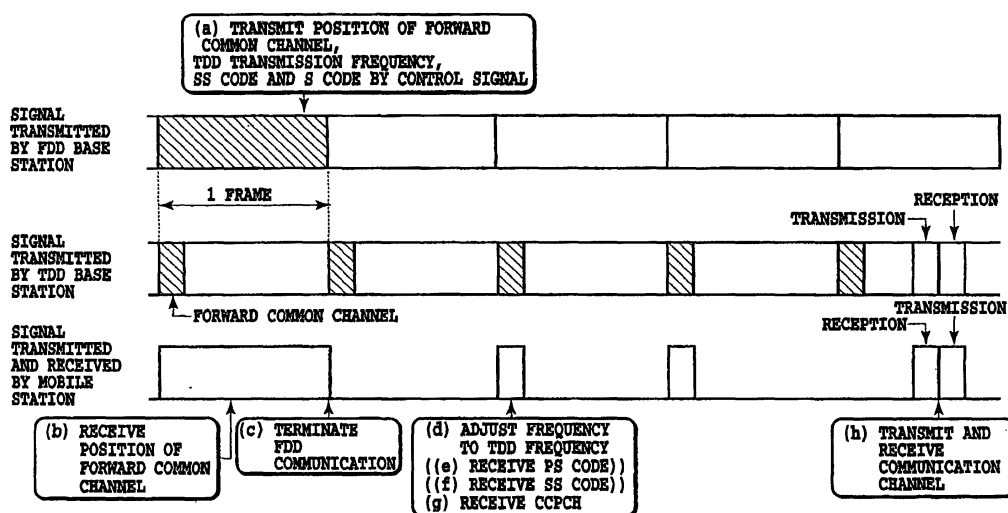 (a) TRANSMIT POSITION OF FORWARD
COMMON CHANNEL,
TDD TRANSMISSION FREQUENCY,
SS CODE AND S CODE BY CONTROL SIGNAL
SIGNAL
TRANSMITTED
BY FDD BASE
STATION
1 FRAME
RECEPTION
TRANSMISSION
SIGNAL
TRANSMITTED
BY TDD BASE
STATION
FORWARD COMMON CHANNEL
TRANSMISSION
RECEPTION
SIGNAL
TRANSMITTED
AND RECEIVED
BY MOBILE
STATION
(b) RECEIVE
POSITION OF
FORWARD COMMON
CHANNEL
(c) TERMINATE
FDD
COMMUNICATION
(d) ADJUST FREQUENCY
TO TDD FREQUENCY
((e) RECEIVE PS CODE))
((f) RECEIVE SS CODE))
(g) RECEIVE CCPCH
(h) TRANSMIT AND
RECEIVE
COMMUNICATION
CHANNEL